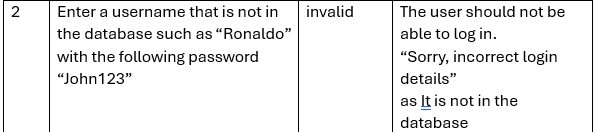 2
Enter a username that is not in
the database such as “Ronaldo”
with the following password
“John123”
invalid
The user should not be
able to log in.
“Sorry, incorrect login
details”
as It is not in the
database